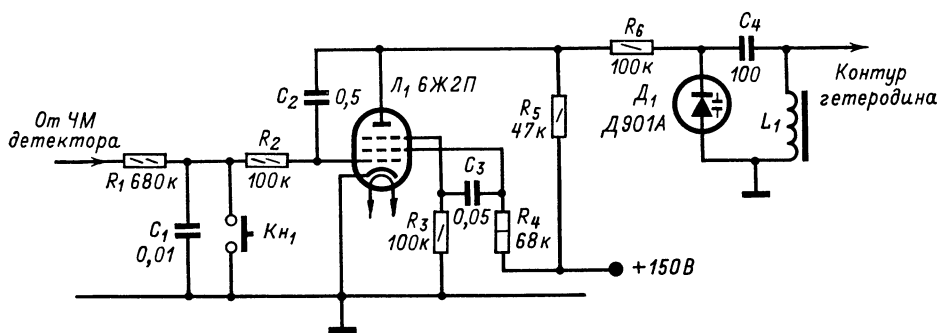 От ЧМ
детектора
R₁ 680к
C₁
0,01
Кн₁
R₂
100к
C₂ 0,5
Л₁ 6Ж2П
R₃
100к
C₃
0,05
R₄
68к
R₅
47к
+150В
R₆
100к
Д₁
Д901А
C₄
100
L₁
Контур
гетеродина